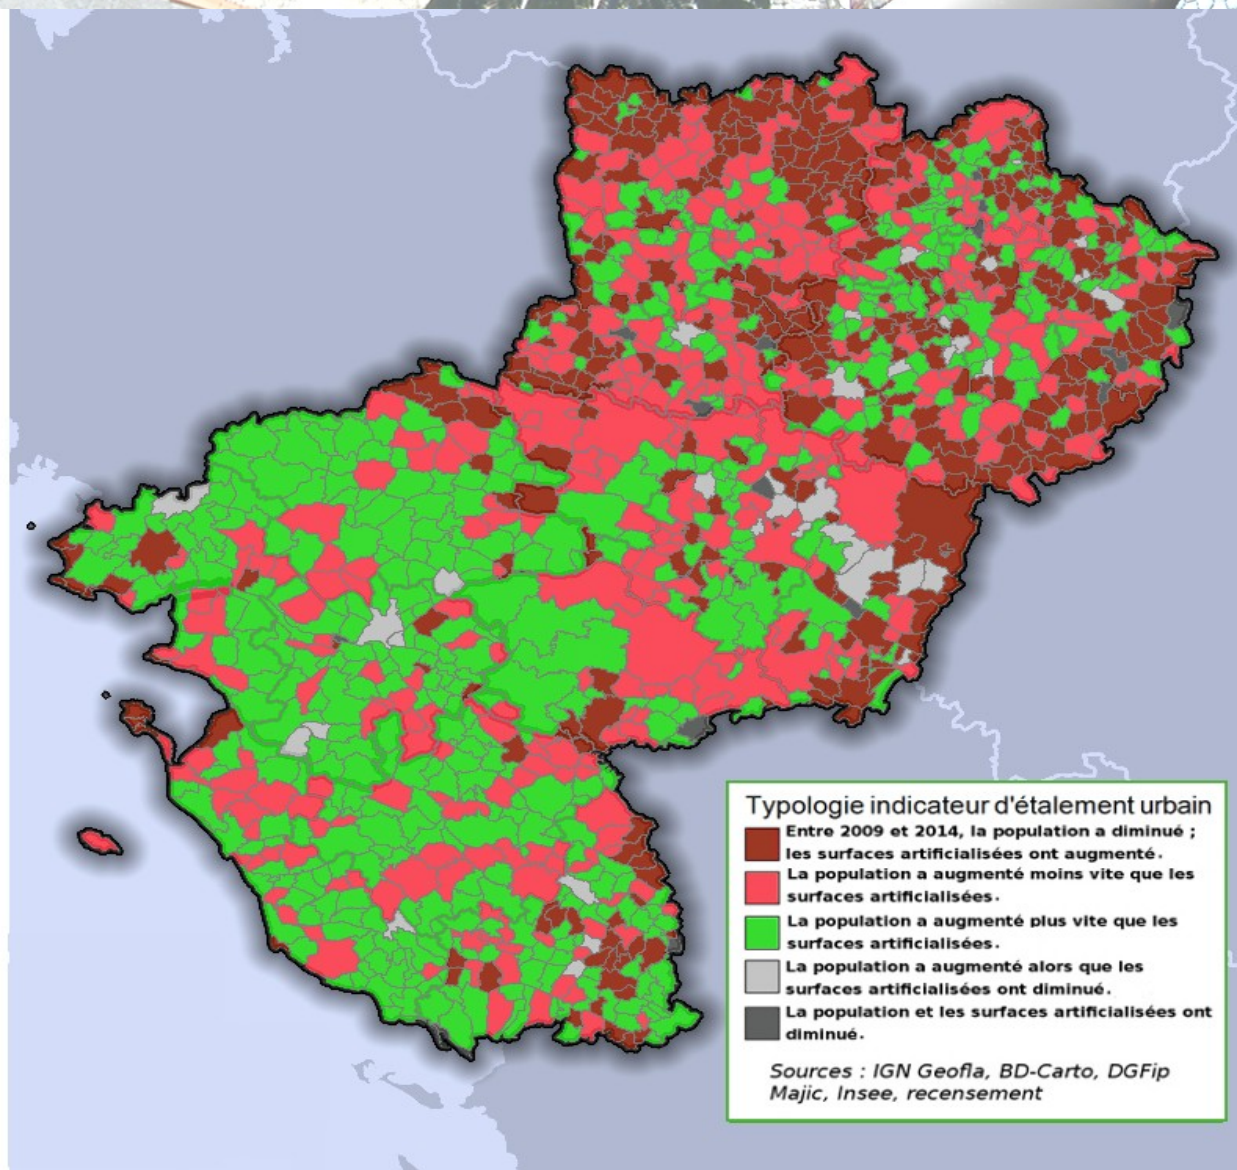 Typologie indicateur d'étalement urbain
Entre 2009 et 2014, la population a diminué ;
les surfaces artificialisées ont augmenté.
La population a augmenté moins vite que les
surfaces artificialisées.
La population a augmenté plus vite que les
surfaces artificialisées.
La population a augmenté alors que les
surfaces artificialisées ont diminué.
La population et les surfaces artificialisées ont
diminué.
Sources : IGN Geofla, BD-Carto, DGFip
Majic, Insee, recensement